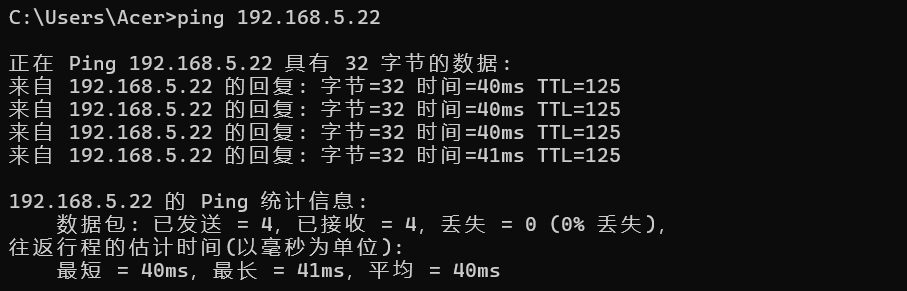 C:\Users\Acer>ping 192.168.5.22
正在 Ping 192.168.5.22 具有 32 字节的数据:
来自 192.168.5.22 的回复: 字节=32 时间=40ms TTL=125
来自 192.168.5.22 的回复: 字节=32 时间=40ms TTL=125
来自 192.168.5.22 的回复: 字节=32 时间=40ms TTL=125
来自 192.168.5.22 的回复: 字节=32 时间=41ms TTL=125
192.168.5.22 的 Ping 统计信息:
    数据包: 已发送 = 4, 已接收 = 4, 丢失 = 0 (0% 丢失),
往返行程的估计时间(以毫秒为单位):
    最短 = 40ms, 最长 = 41ms, 平均 = 40ms